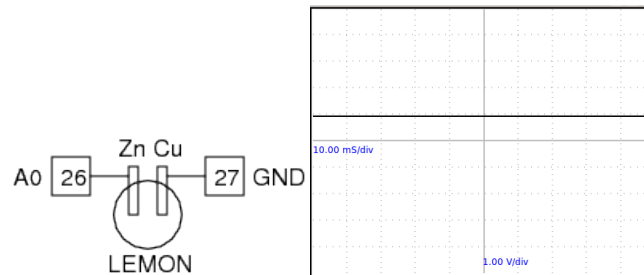 Zn Cu
A0 26 27 GND
LEMON
10.00 mS/div
1.00 V/div